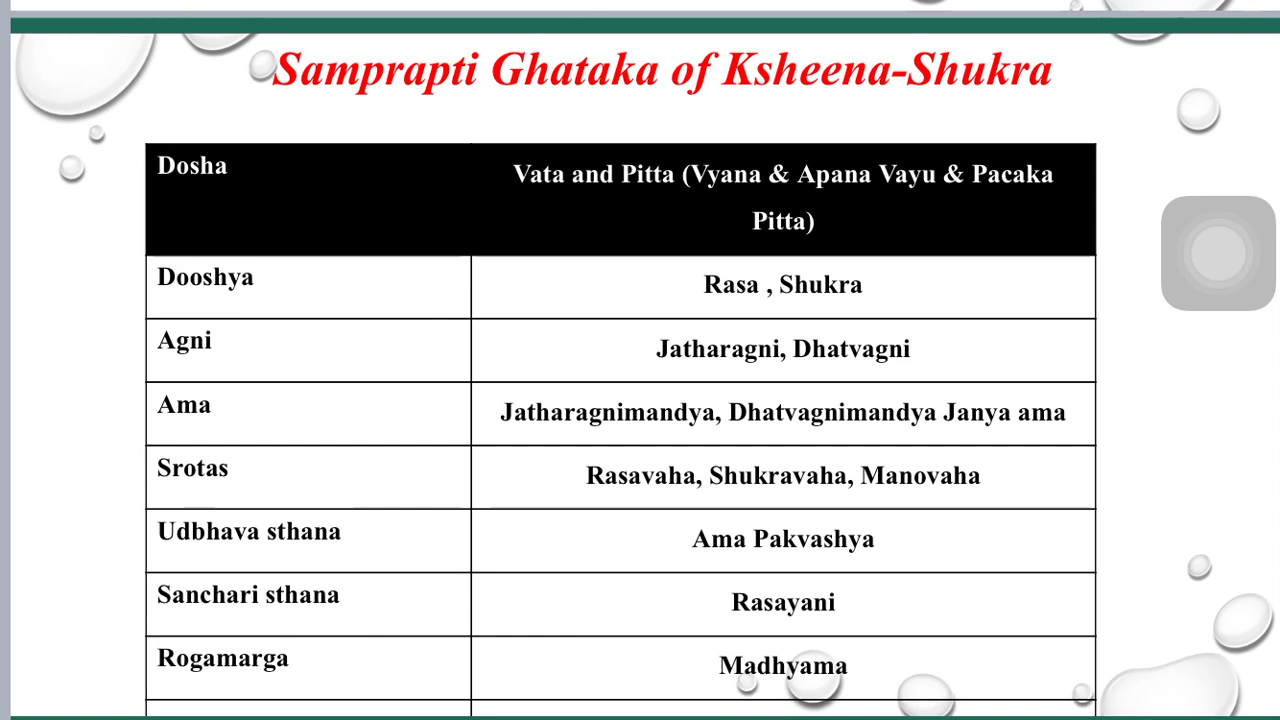 Samprapti Ghataka of Ksheena-Shukra
Dosha
Vata and Pitta (Vyana & Apana Vayu & Pacaka
Pitta)
Dooshya
Rasa , Shukra
Agni
Jatharagni, Dhatvagni
Ama
Jatharagnimandya, Dhatvagnimandya Janya ama
Srotas
Rasavaha, Shukravaha, Manovaha
Udbhava sthana
Ama Pakvashya
Sanchari sthana
Rasayani
Rogamarga
Madhyama